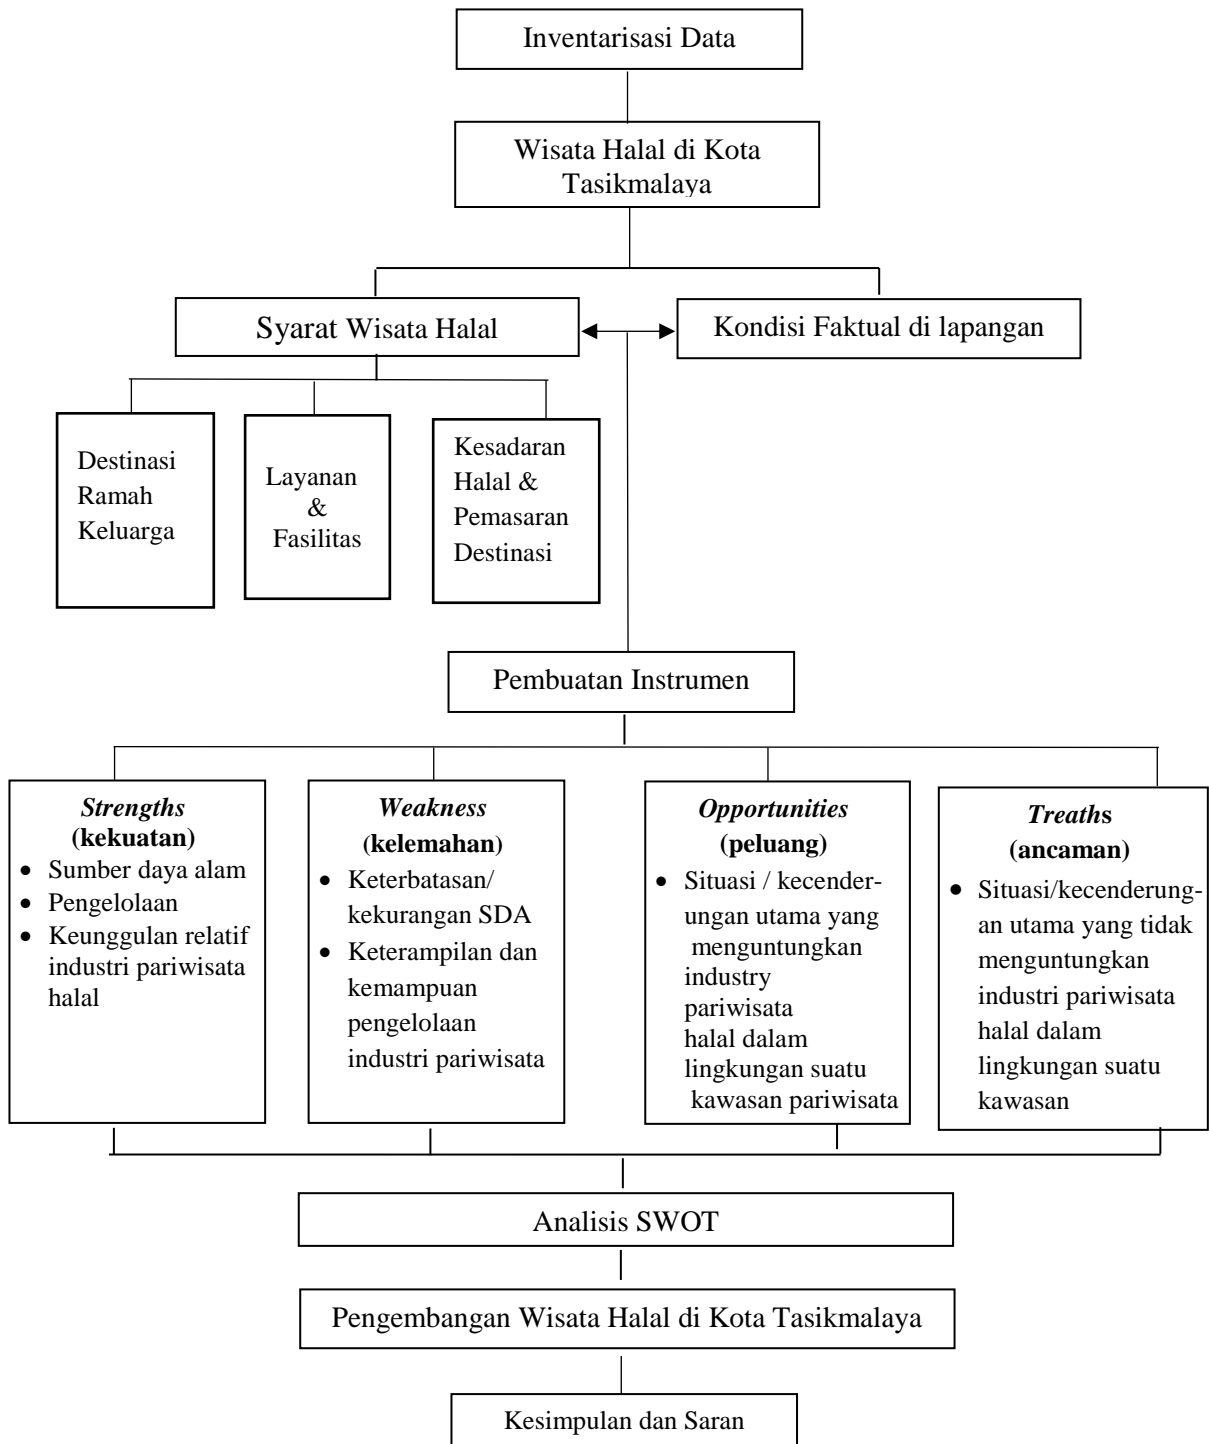 Inventarisasi Data
Wisata Halal di Kota
Tasikmalaya
Syarat Wisata Halal
Kondisi Faktual di lapangan
Destinasi
Ramah
Keluarga
Layanan
&
Fasilitas
Kesadaran
Halal &
Pemasaran
Destinasi
Pembuatan Instrumen
Strengths
(kekuatan)
• Sumber daya alam
• Pengelolaan
• Keunggulan relatif
industri pariwisata
halal
Weakness
(kelemahan)
• Keterbatasan/
kekurangan SDA
• Keterampilan dan
kemampuan
pengelolaan
industri pariwisata
Opportunities
(peluang)
• Situasi / kecender-
ungan utama yang
menguntungkan
industry
pariwisata
halal dalam
lingkungan suatu
kawasan pariwisata
Treaths
(ancaman)
• Situasi/kecenderung-
an utama yang tidak
menguntungkan
industri pariwisata
halal dalam
lingkungan suatu
kawasan
Analisis SWOT
Pengembangan Wisata Halal di Kota Tasikmalaya
Kesimpulan dan Saran